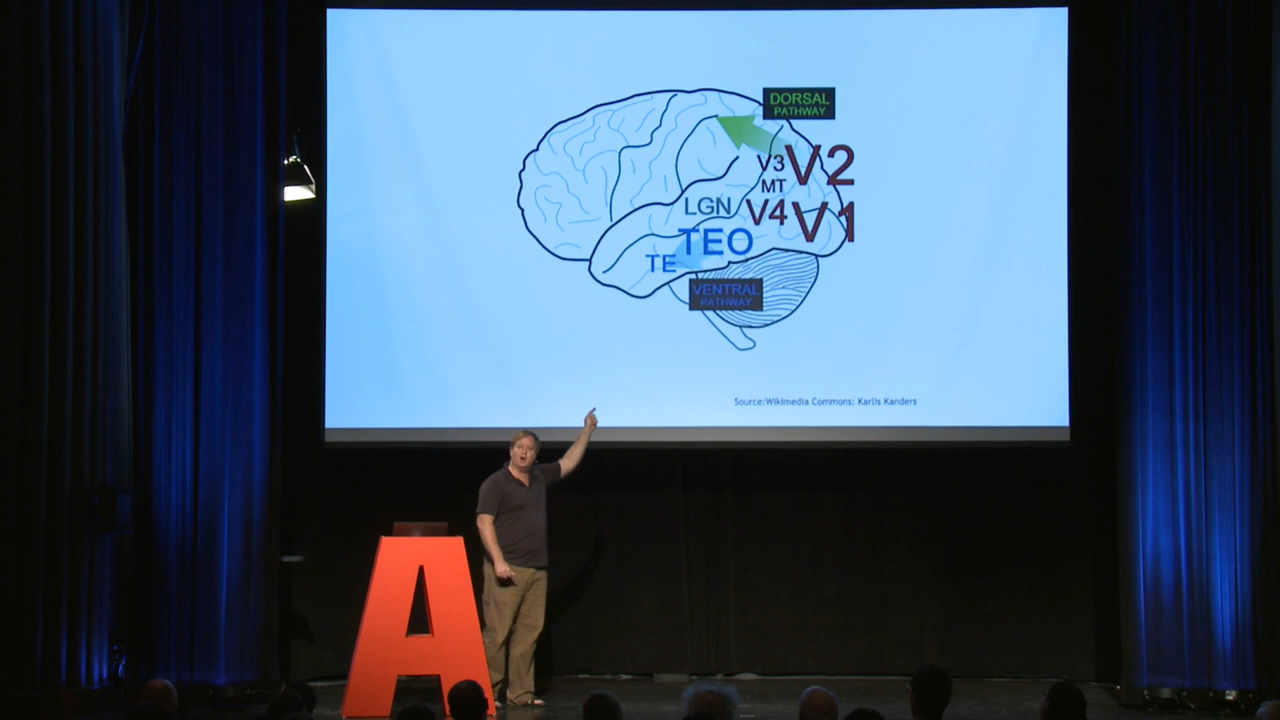 DORSAL
PATHWAY
V2
V3
MT
LGN
V4
V1
TEO
TE
VENTRAL
PATHWAY
Source:Wikimedia Commons: Karlis Kanders
A